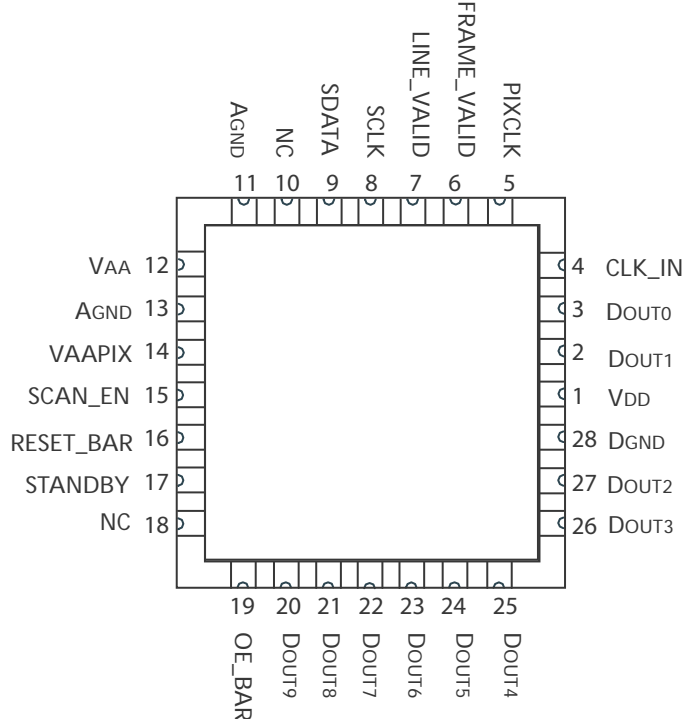 AGND
NC
SDATA
SCLK
LINE_VALID
FRAME_VALID
PIXCLK
11 10 9 8 7 6 5
VAA 12
AGND 13
VAAPIX 14
SCAN_EN 15
RESET_BAR 16
STANDBY 17
NC 18
4 CLK_IN
3 DOUT0
2 DOUT1
1 VDD
28 DGND
27 DOUT2
26 DOUT3
19 20 21 22 23 24 25
OE_BAR
DOUT9
DOUT8
DOUT7
DOUT6
DOUT5
DOUT4